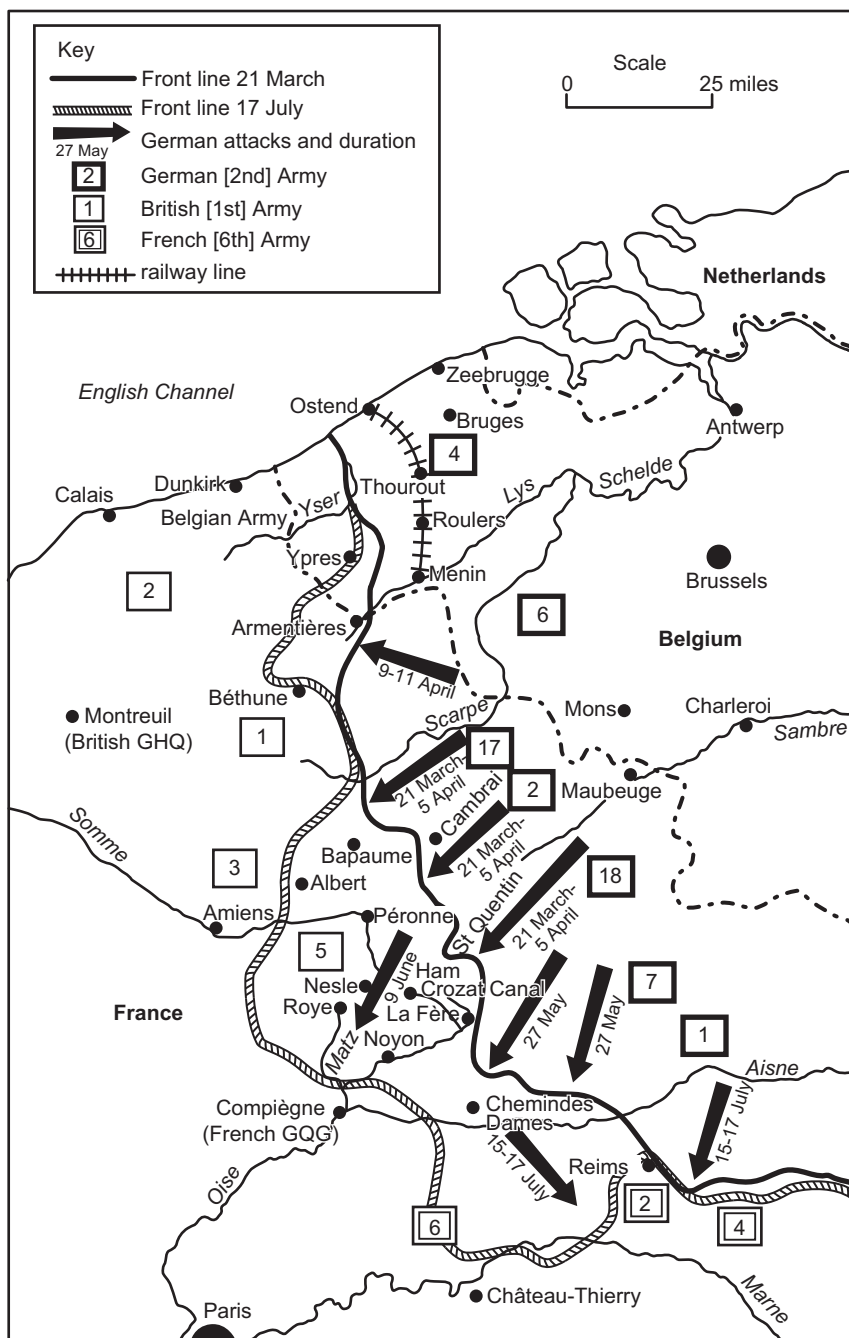 Key
Front line 21 March
Front line 17 July
27 May
German attacks and duration
2
German [2nd] Army
1
British [1st] Army
6
French [6th] Army
railway line
Scale
0
25 miles
Netherlands
English Channel
Zeebrugge
Ostend
Bruges
Antwerp
4
Thourout
Lys
Schelde
Dunkirk
Calais
Belgian Army
Yser
Roulers
Ypres
Menin
Brussels
2
6
Armentières
Belgium
9-11 April
Béthune
Montreuil
(British GHQ)
1
Scarpe
Mons
Charleroi
Sambre
17
21 March-
5 April
Cambrai
2
Maubeuge
21 March-
5 April
Somme
Bapaume
3
Albert
18
21 March-
5 April
St Quentin
Amiens
Péronne
5
9 June
Ham
Nesle
Crozat Canal
Roye
La Fère
France
27 May
27 May
7
1
Matz
Noyon
Aisne
Compiègne
(French GQG)
Chemindes
Dames
15-17 July
15-17 July
Reims
Oise
2
6
4
Château-Thierry
Marne
Paris